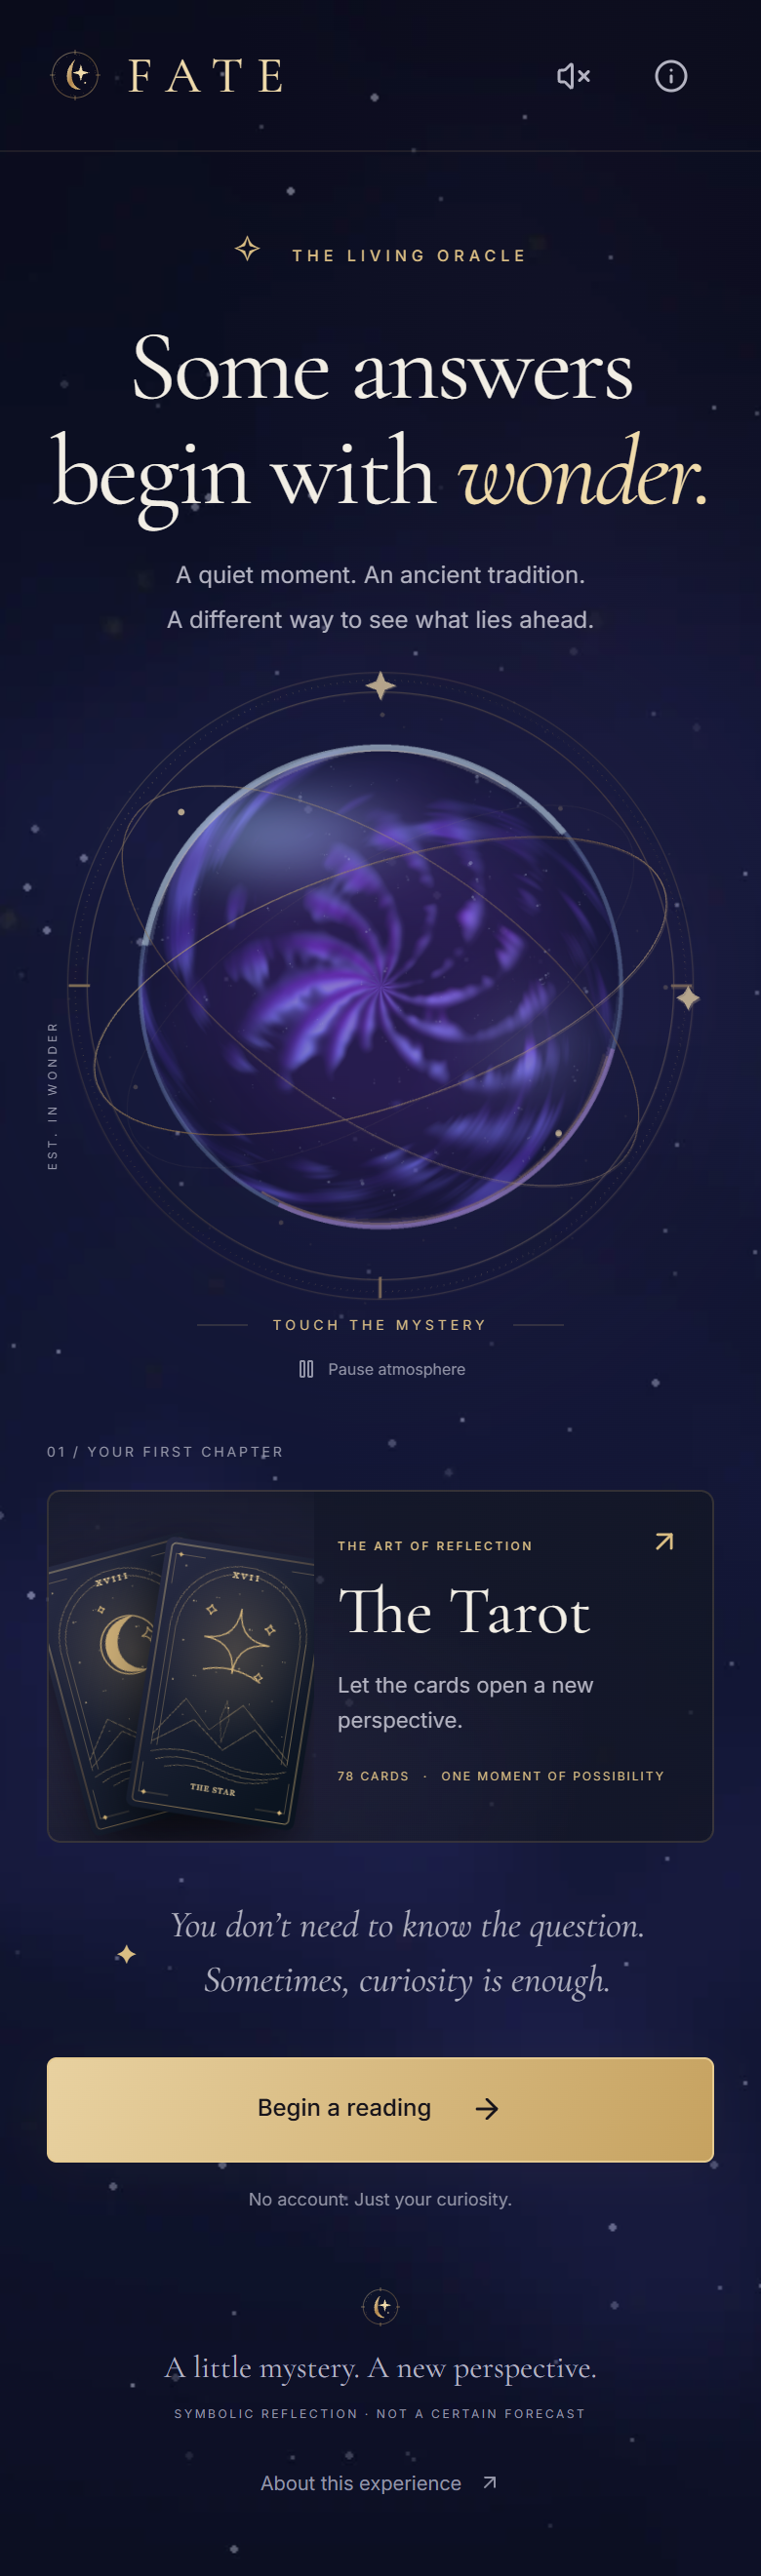 FATE
THE LIVING ORACLE
Some answers
begin with wonder.
A quiet moment. An ancient tradition.
A different way to see what lies ahead.
EST. IN WONDER
TOUCH THE MYSTERY
Pause atmosphere
01 / YOUR FIRST CHAPTER
XVIII
XVII
THE STAR
THE ART OF REFLECTION
The Tarot
Let the cards open a new
perspective.
78 CARDS · ONE MOMENT OF POSSIBILITY
You don’t need to know the question.
Sometimes, curiosity is enough.
Begin a reading
No account. Just your curiosity.
A little mystery. A new perspective.
SYMBOLIC REFLECTION · NOT A CERTAIN FORECAST
About this experience